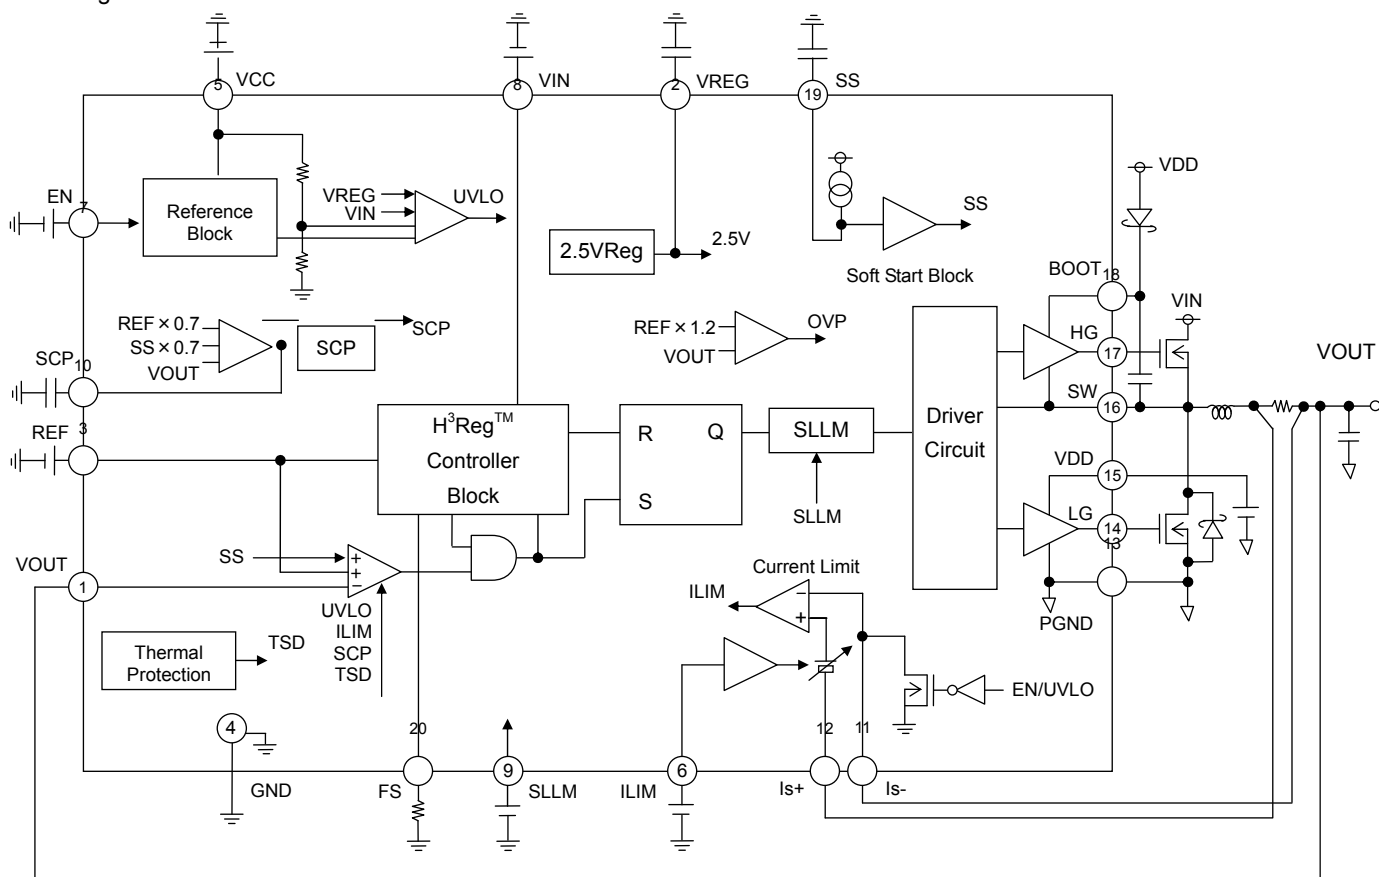 5 VCC
8 VIN
2 VREG
19 SS
VDD
EN
7
Reference
Block
VREG
VIN
UVLO
SS
2.5VReg
2.5V
Soft Start Block
BOOT 18
VIN
REF×0.7
SS×0.7
VOUT
SCP
SCP
REF×1.2
VOUT
OVP
HG
17
VOUT
SCP 10
SW
16
REF
3
H³Reg™
Controller
Block
R
Q
S
SLLM
SLLM
Driver
Circuit
VDD
15
LG
14
13
PGND
SS
+
+
−
VOUT
1
UVLO
ILIM
SCP
TSD
Current Limit
ILIM
−
+
Thermal
Protection
TSD
EN/UVLO
4
GND
20
FS
9
SLLM
6
ILIM
12
11
Is+
Is-